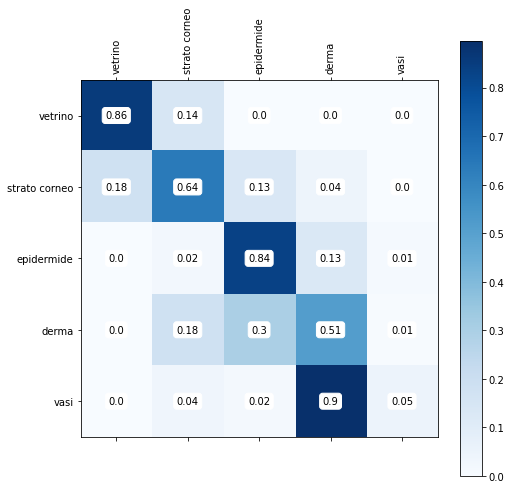 vetrino strato corneo epidermide derma vasi
vetrino 0.86 0.14 0.0 0.0 0.0
strato corneo 0.18 0.64 0.13 0.04 0.0
epidermide 0.0 0.02 0.84 0.13 0.01
derma 0.0 0.18 0.3 0.51 0.01
vasi 0.0 0.04 0.02 0.9 0.05
0.8
0.7
0.6
0.5
0.4
0.3
0.2
0.1
0.0